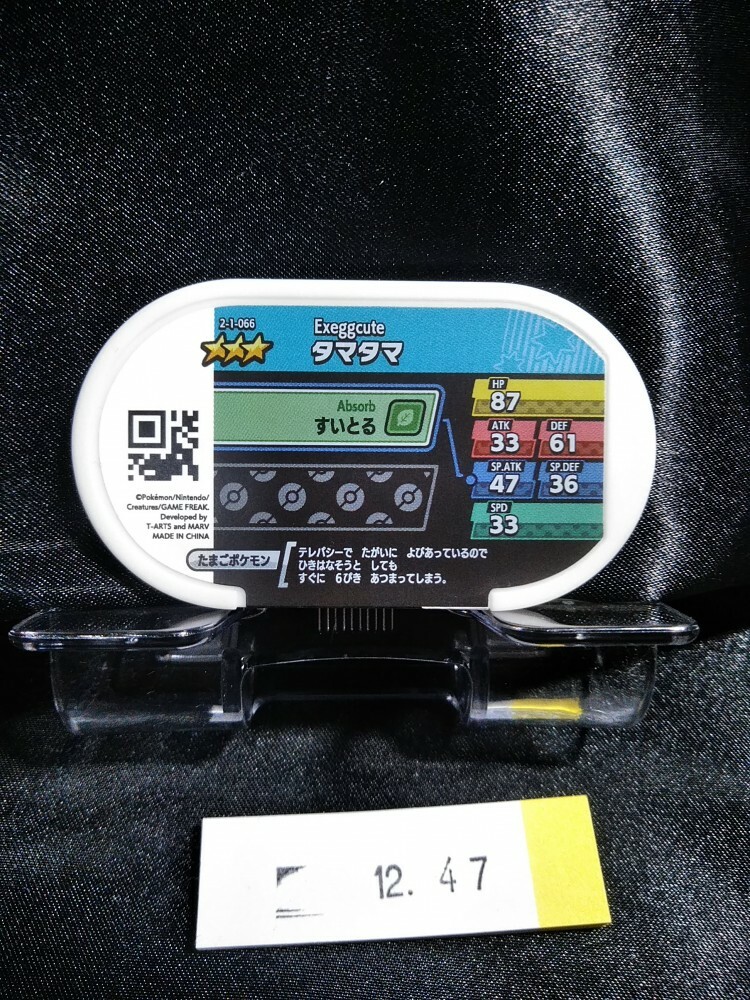 2-1-066
Exeggcute
タマタマ
Absorb
すいとる
HP
87
ATK
33
DEF
61
SP.ATK
47
SP.DEF
36
SPD
33
©Pokémon/Nintendo/
Creatures/GAME FREAK.
Developed by
T-ARTS and MARV
MADE IN CHINA
たまごポケモン
テレパシーで たがいに よびあっているので
ひきはなそうと しても
すぐに 6ぴき あつまってしまう。
12.47